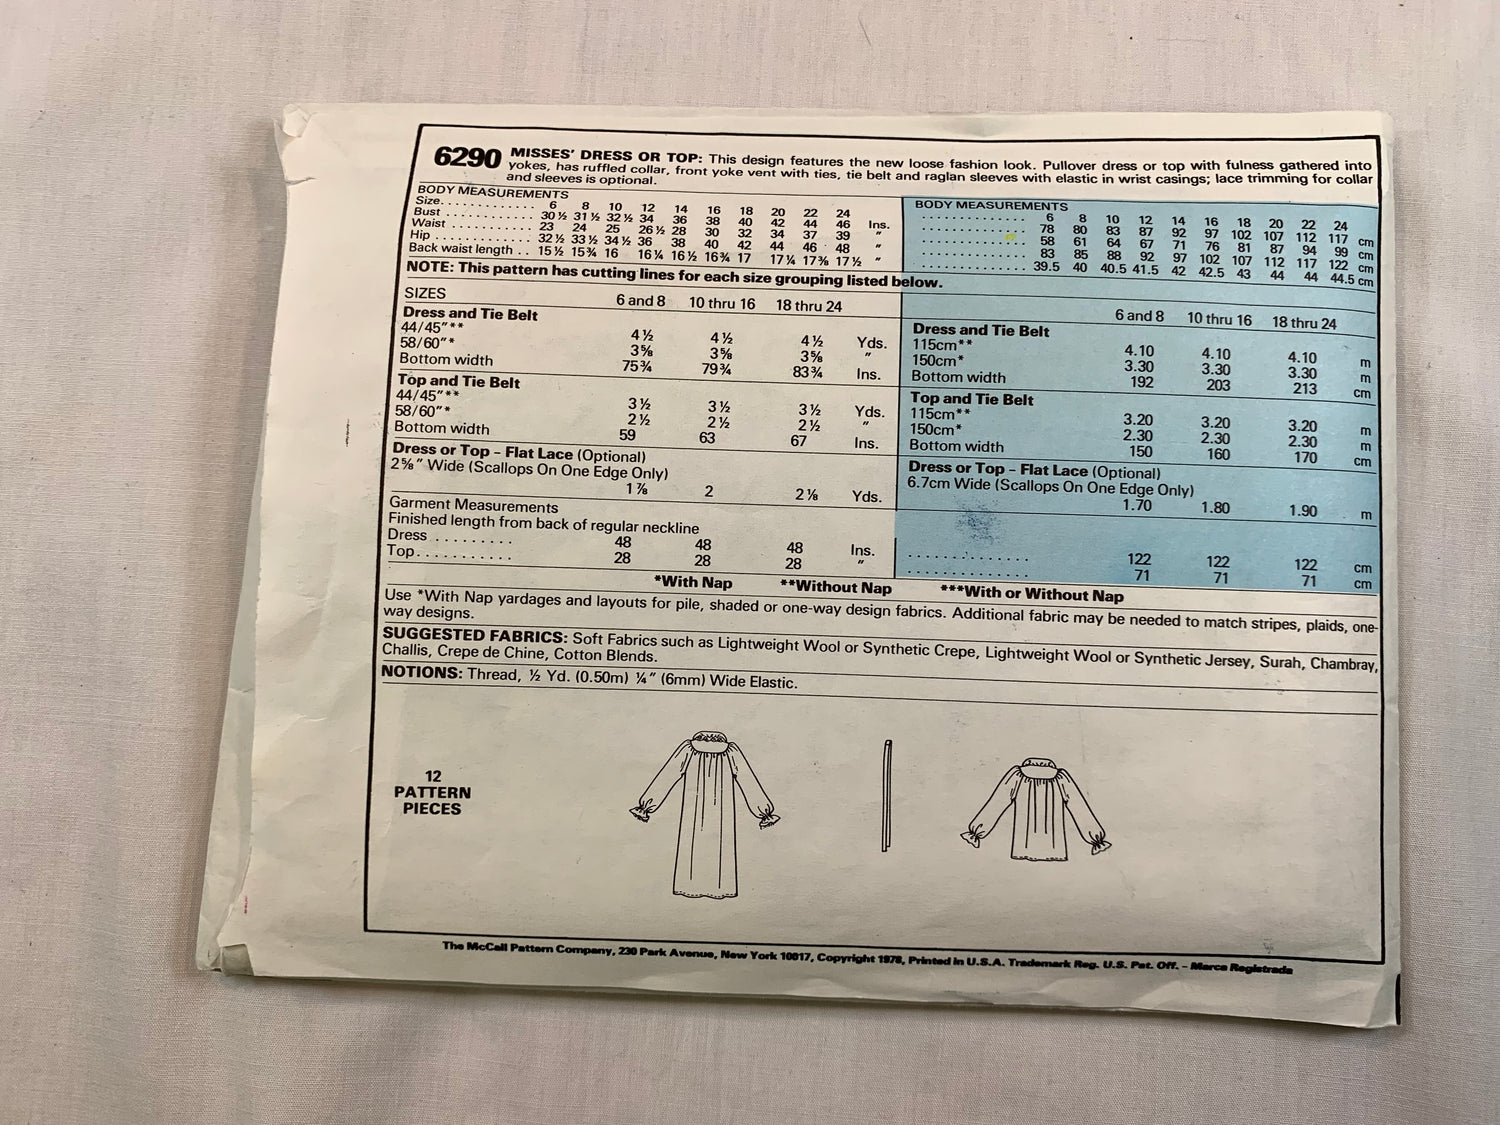 6290 MISSES' DRESS OR TOP: This design features the new loose fashion look. Pullover dress or top with fulness gathered into
yokes, has ruffled collar, front yoke vent with ties, tie belt and raglan sleeves with elastic in wrist casings; lace trimming for collar
and sleeves is optional.
BODY MEASUREMENTS
Size. . . . . . . . . . . . . 6 8 10 12 14 16 18 20 22 24
Bust . . . . . . . . . . . . 30½ 31½ 32½ 34 36 38 40 42 44 46 Ins.
Waist . . . . . . . . . . . 23 24 25 26½ 28 30 32 34 37 39 "
Hip . . . . . . . . . . . . 32½ 33½ 34½ 36 38 40 42 44 46 48 "
Back waist length . . 15½ 15¾ 16 16¼ 16½ 16¾ 17 17¼ 17⅜ 17½ "
BODY MEASUREMENTS
. . . . . . . . . . . . . . 6 8 10 12 14 16 18 20 22 24
. . . . . . . . . . . . . . 78 80 83 87 92 97 102 107 112 117 cm
. . . . . . . . . . . . . . 58 61 64 67 71 76 81 87 94 99 cm
. . . . . . . . . . . . . . 83 85 88 92 97 102 107 112 117 122 cm
. . . . . . . . . . . . . . 39.5 40 40.5 41.5 42 42.5 43 44 44 44.5 cm
NOTE: This pattern has cutting lines for each size grouping listed below.
SIZES 6 and 8 10 thru 16 18 thru 24
Dress and Tie Belt
44/45"** 4½ 4½ 4½ Yds.
58/60"* 3⅝ 3⅝ 3⅝ "
Bottom width 75¾ 79¾ 83¾ Ins.
Top and Tie Belt
44/45"** 3½ 3½ 3½ Yds.
58/60"* 2½ 2½ 2½ "
Bottom width 59 63 67 Ins.
Dress or Top – Flat Lace (Optional)
2⅝" Wide (Scallops On One Edge Only)
1⅞ 2 2⅛ Yds.
Garment Measurements
Finished length from back of regular neckline
Dress . . . . . . . . . 48 48 48 Ins.
Top. . . . . . . . . . . 28 28 28 "
6 and 8 10 thru 16 18 thru 24
Dress and Tie Belt
115cm** 4.10 4.10 4.10 m
150cm* 3.30 3.30 3.30 m
Bottom width 192 203 213 cm
Top and Tie Belt
115cm** 3.20 3.20 3.20 m
150cm* 2.30 2.30 2.30 m
Bottom width 150 160 170 cm
Dress or Top – Flat Lace (Optional)
6.7cm Wide (Scallops On One Edge Only)
1.70 1.80 1.90 m
. . . . . . . . . . . . . . 122 122 122 cm
. . . . . . . . . . . . . . 71 71 71 cm
*With Nap **Without Nap ***With or Without Nap
Use *With Nap yardages and layouts for pile, shaded or one-way design fabrics. Additional fabric may be needed to match stripes, plaids, one-
way designs.
SUGGESTED FABRICS: Soft Fabrics such as Lightweight Wool or Synthetic Crepe, Lightweight Wool or Synthetic Jersey, Surah, Chambray,
Challis, Crepe de Chine, Cotton Blends.
NOTIONS: Thread, ½ Yd. (0.50m) ¼" (6mm) Wide Elastic.
12
PATTERN
PIECES
The McCall Pattern Company, 230 Park Avenue, New York 10017, Copyright 1978, Printed in U.S.A. Trademark Reg. U.S. Pat. Off. – Marca Registrada